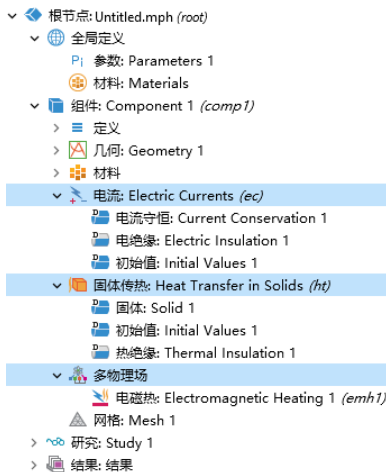 根节点: Untitled.mph (root)
全局定义
Pi 参数: Parameters 1
材料: Materials
组件: Component 1 (comp1)
定义
几何: Geometry 1
材料
电流: Electric Currents (ec)
电流守恒: Current Conservation 1
电绝缘: Electric Insulation 1
初始值: Initial Values 1
固体传热: Heat Transfer in Solids (ht)
固体: Solid 1
初始值: Initial Values 1
热绝缘: Thermal Insulation 1
多物理场
电磁热: Electromagnetic Heating 1 (emh1)
网格: Mesh 1
研究: Study 1
结果: 结果